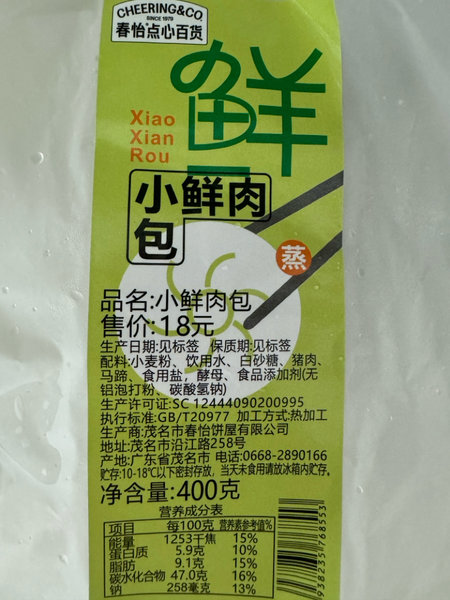 CHEERING&CO.
SINCE 1979
春怡点心百货
鲜
Xiao
Xian
Rou
小鲜肉
包
蒸
品名:小鲜肉包
售价:18元
生产日期:见标签 保质期:见标签
配料:小麦粉、饮用水、白砂糖、猪肉、
马蹄、食用盐，酵母、食品添加剂(无
铝泡打粉、碳酸氢钠)
生产许可证:SC 12444090200995
执行标准:GB/T20977 加工方式:热加工
生产商:茂名市春怡饼屋有限公司
地址:茂名市沿江路258号
产地:广东省茂名市 电话:0668-2890166
贮存:10-18℃以下密封存放，当天未食用请放冰箱内贮存。
净含量:400克
营养成分表
项目 每100克 营养素参考值%
能量 1253千焦 15%
蛋白质 5.9克 10%
脂肪 9.1克 15%
碳水化合物 47.0克 16%
钠 258毫克 13%
9382357685531